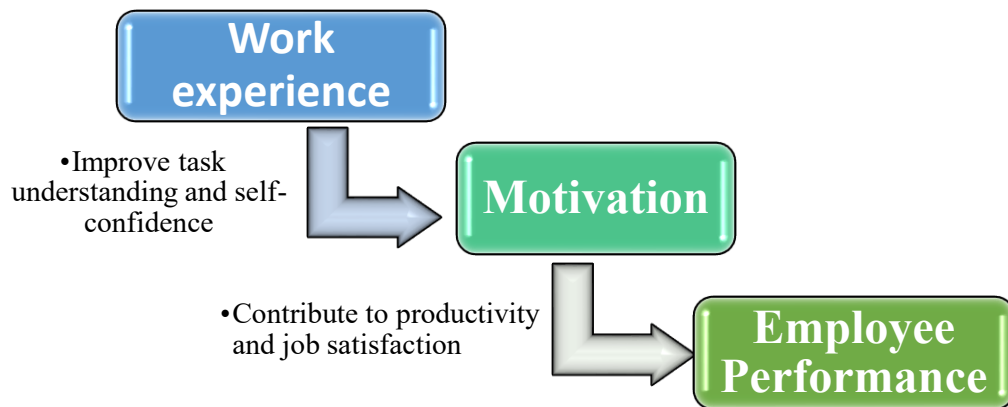 Work
experience
•Improve task
understanding and self-
confidence
Motivation
•Contribute to productivity
and job satisfaction
Employee
Performance